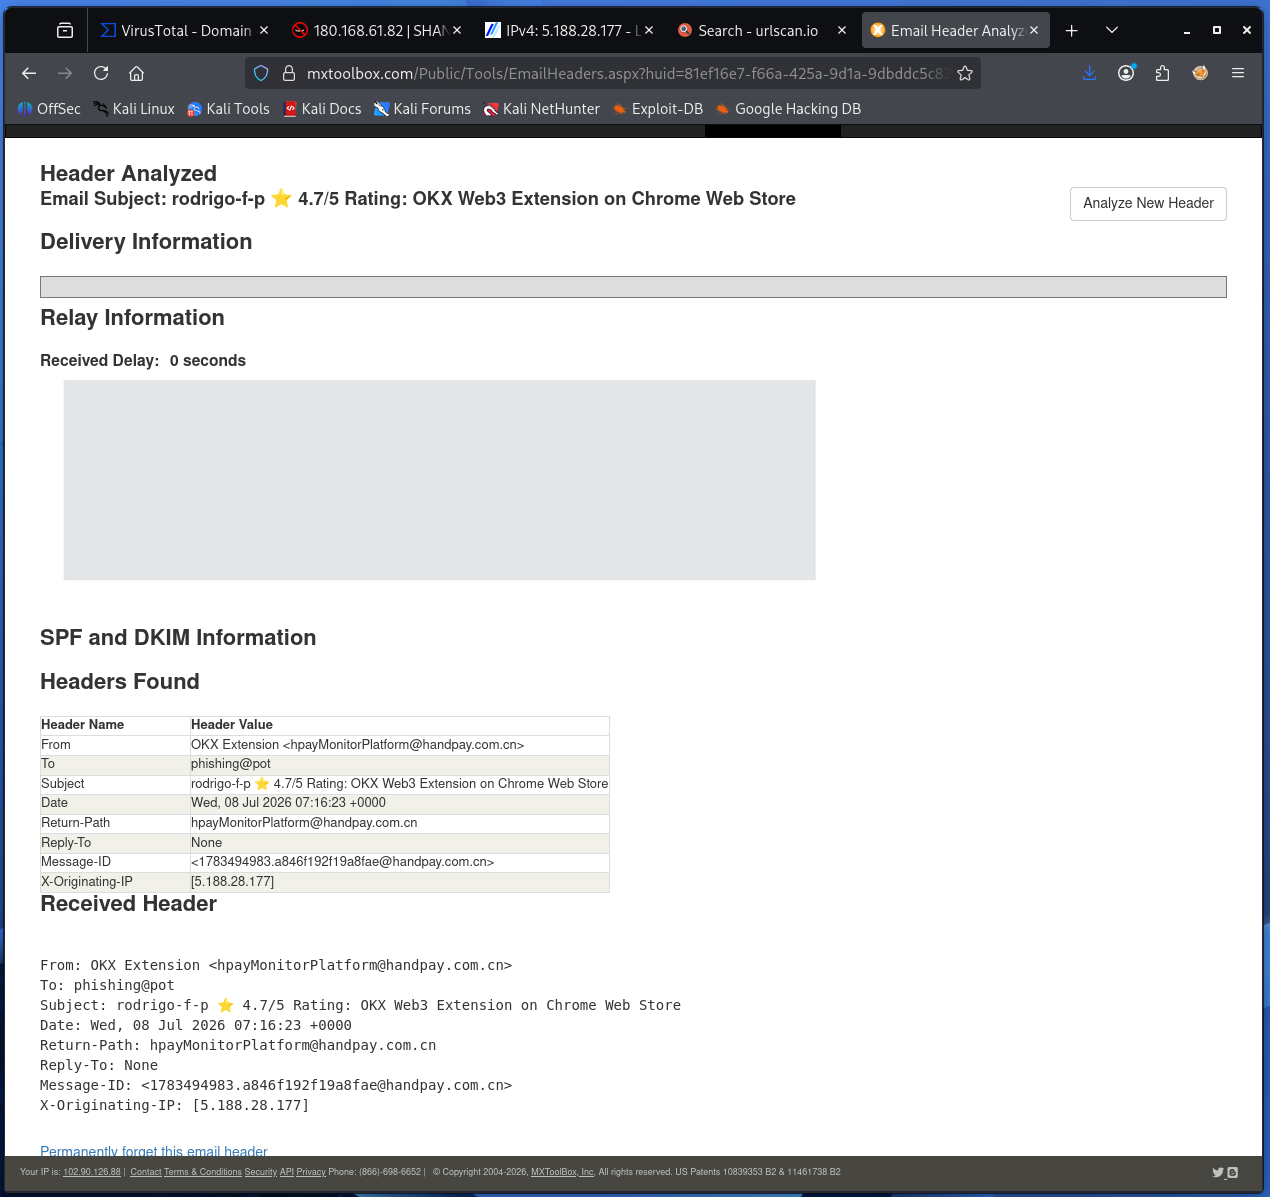 VirusTotal - Domain
180.168.61.82 | SHAN
IPv4: 5.188.28.177 - L
Search - urlscan.io
Email Header Analyz
mxtoolbox.com/Public/Tools/EmailHeaders.aspx?huid=81ef16e7-f66a-425a-9d1a-9dbddc5c83
OffSec
Kali Linux
Kali Tools
Kali Docs
Kali Forums
Kali NetHunter
Exploit-DB
Google Hacking DB
Header Analyzed
Email Subject: rodrigo-f-p ⭐ 4.7/5 Rating: OKX Web3 Extension on Chrome Web Store
Analyze New Header
Delivery Information
Relay Information
Received Delay: 0 seconds
SPF and DKIM Information
Headers Found
Header Name Header Value
From OKX Extension <hpayMonitorPlatform@handpay.com.cn>
To phishing@pot
Subject rodrigo-f-p ⭐ 4.7/5 Rating: OKX Web3 Extension on Chrome Web Store
Date Wed, 08 Jul 2026 07:16:23 +0000
Return-Path hpayMonitorPlatform@handpay.com.cn
Reply-To None
Message-ID <1783494983.a846f192f19a8fae@handpay.com.cn>
X-Originating-IP [5.188.28.177]
Received Header
From: OKX Extension <hpayMonitorPlatform@handpay.com.cn>
To: phishing@pot
Subject: rodrigo-f-p ⭐ 4.7/5 Rating: OKX Web3 Extension on Chrome Web Store
Date: Wed, 08 Jul 2026 07:16:23 +0000
Return-Path: hpayMonitorPlatform@handpay.com.cn
Reply-To: None
Message-ID: <1783494983.a846f192f19a8fae@handpay.com.cn>
X-Originating-IP: [5.188.28.177]
Permanently forget this email header
Your IP is: 102.90.126.88 | Contact Terms & Conditions Security API Privacy Phone: (866)-698-6652 | © Copyright 2004-2026, MXToolBox, Inc, All rights reserved. US Patents 10839353 B2 & 11461738 B2